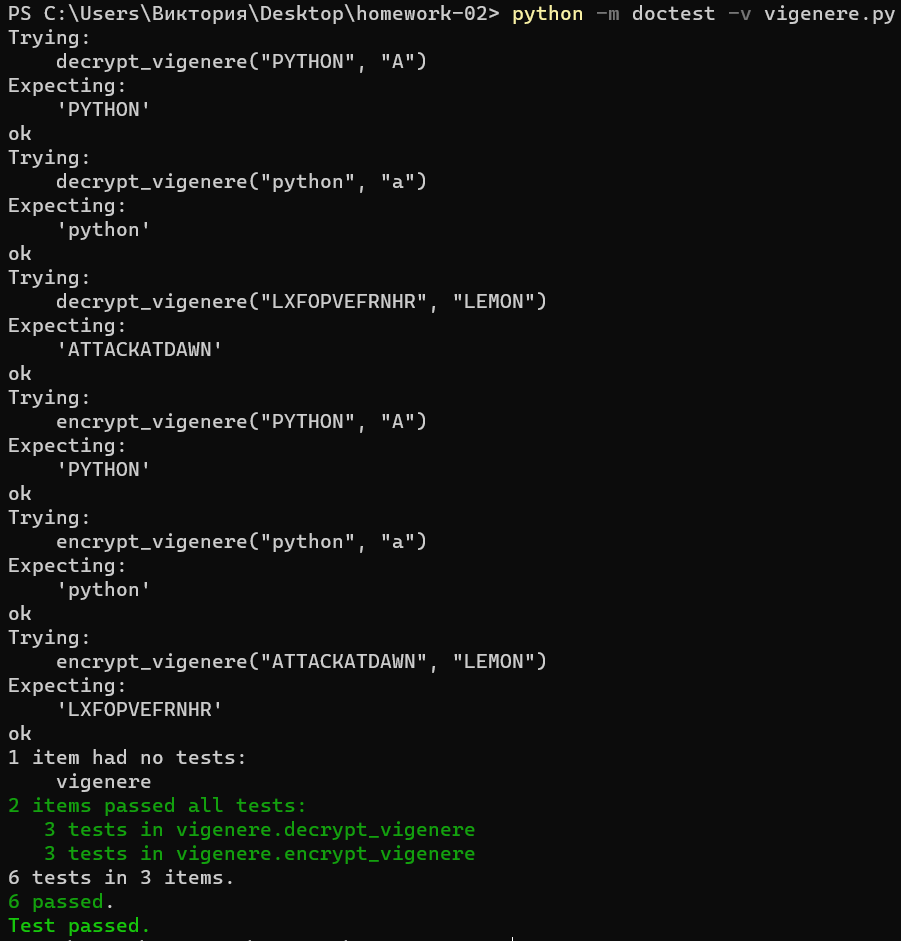 PS C:\Users\Виктория\Desktop\homework-02> python -m doctest -v vigenere.py
Trying:
    decrypt_vigenere("PYTHON", "A")
Expecting:
    'PYTHON'
ok
Trying:
    decrypt_vigenere("python", "a")
Expecting:
    'python'
ok
Trying:
    decrypt_vigenere("LXFOPVEFRNHR", "LEMON")
Expecting:
    'ATTACKATDAWN'
ok
Trying:
    encrypt_vigenere("PYTHON", "A")
Expecting:
    'PYTHON'
ok
Trying:
    encrypt_vigenere("python", "a")
Expecting:
    'python'
ok
Trying:
    encrypt_vigenere("ATTACKATDAWN", "LEMON")
Expecting:
    'LXFOPVEFRNHR'
ok
1 item had no tests:
    vigenere
2 items passed all tests:
   3 tests in vigenere.decrypt_vigenere
   3 tests in vigenere.encrypt_vigenere
6 tests in 3 items.
6 passed.
Test passed.